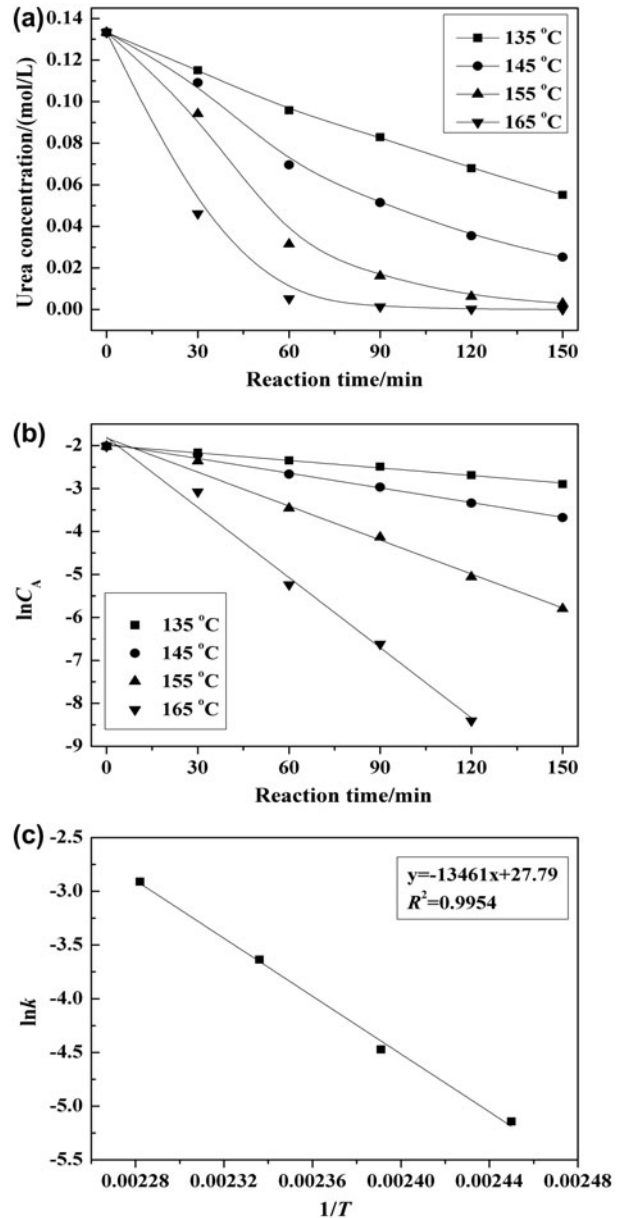 (a)
0.14
0.12
0.10
0.08
0.06
0.04
0.02
0.00
Urea concentration/(mol/L)
135 °C
145 °C
155 °C
165 °C
0 30 60 90 120 150
Reaction time/min
(b)
-2
-3
-4
-5
-6
-7
-8
-9
lnC_A
135 °C
145 °C
155 °C
165 °C
0 30 60 90 120 150
Reaction time/min
(c)
-2.5
-3.0
-3.5
-4.0
-4.5
-5.0
-5.5
lnk
y=-13461x+27.79
R²=0.9954
0.00228 0.00232 0.00236 0.00240 0.00244 0.00248
1/T